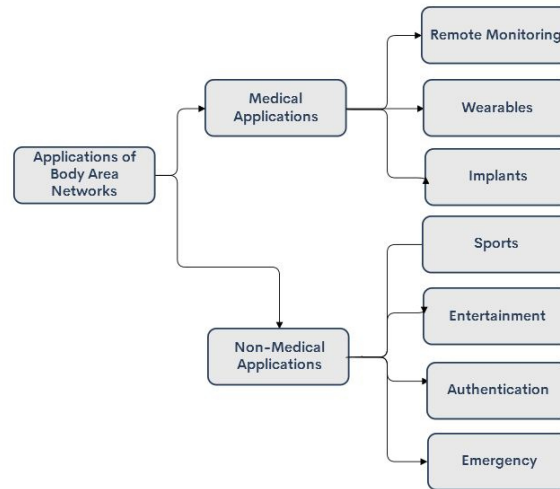 Remote Monitoring
Medical
Applications
Wearables
Applications of
Body Area
Networks
Implants
Sports
Entertainment
Non-Medical
Applications
Authentication
Emergency